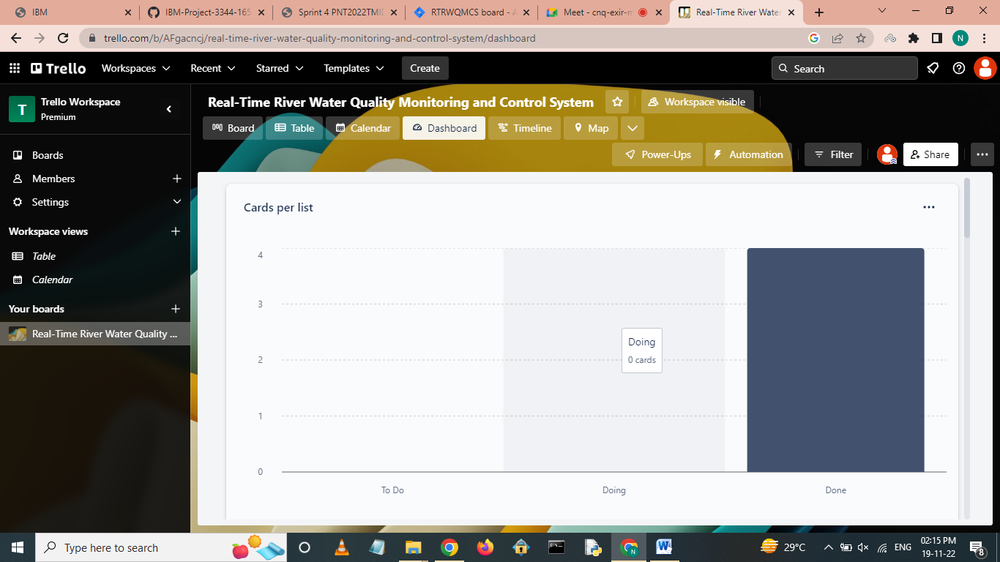 IBM
IBM-Project-3344-165
Sprint 4 PNT2022TMI
RTRWQMCS board - A
Meet - cnq-exir-m
Real-Time River Water
trello.com/b/AFgacncj/real-time-river-water-quality-monitoring-and-control-system/dashboard
N
Trello
Workspaces
Recent
Starred
Templates
Create
Search
T
Trello Workspace
Premium
Boards
Members
Settings
Workspace views
Table
Calendar
Your boards
Real-Time River Water Quality ...
Real-Time River Water Quality Monitoring and Control System
Workspace visible
Board
Table
Calendar
Dashboard
Timeline
Map
Power-Ups
Automation
Filter
Share
Cards per list
4
3
2
1
0
Doing
0 cards
To Do
Doing
Done
Type here to search
29°C
ENG
02:15 PM
19-11-22
8